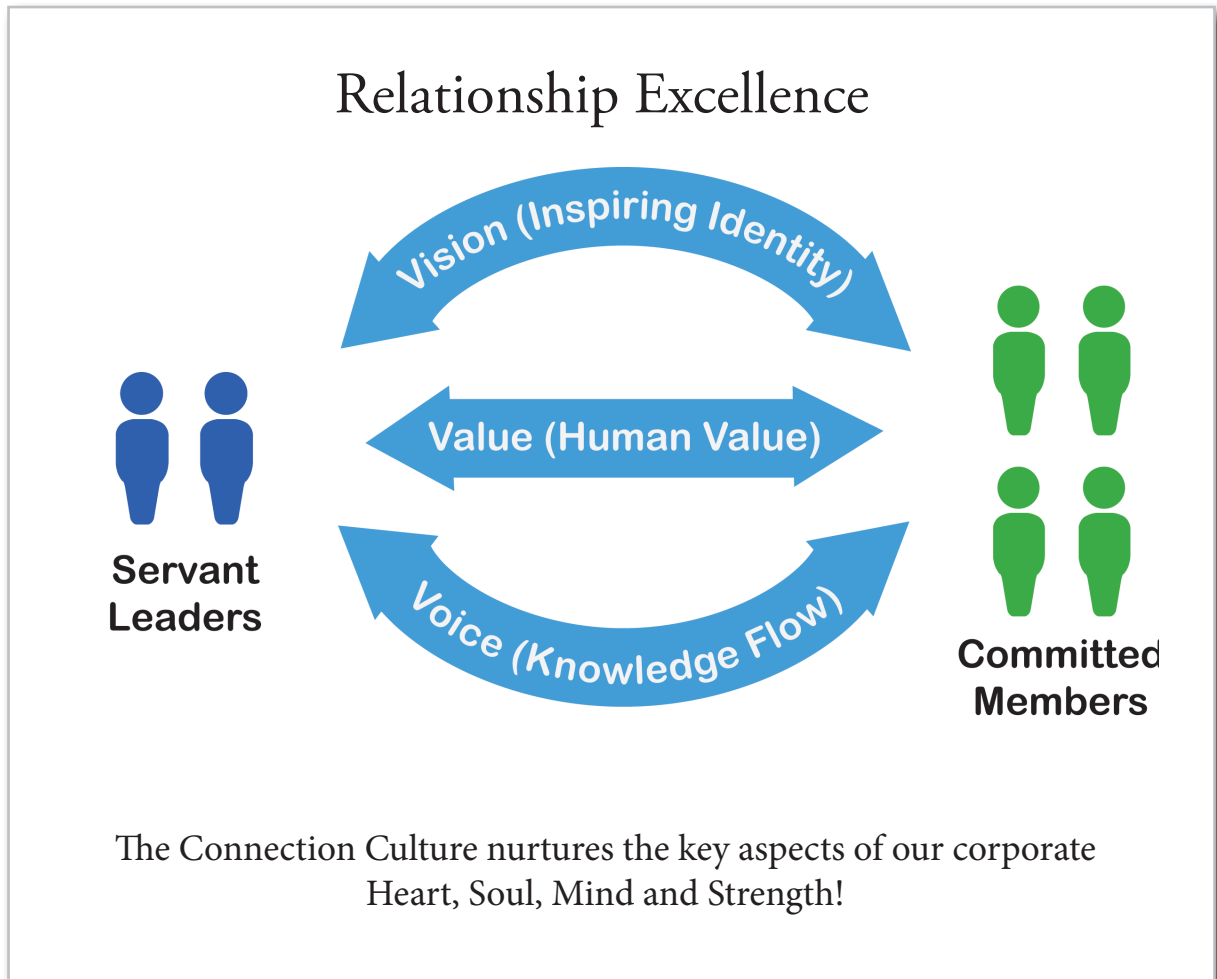 Relationship Excellence
Vision (Inspiring Identity)
Value (Human Value)
Voice (Knowledge Flow)
Servant
Leaders
Committed
Members
The Connection Culture nurtures the key aspects of our corporate
Heart, Soul, Mind and Strength!